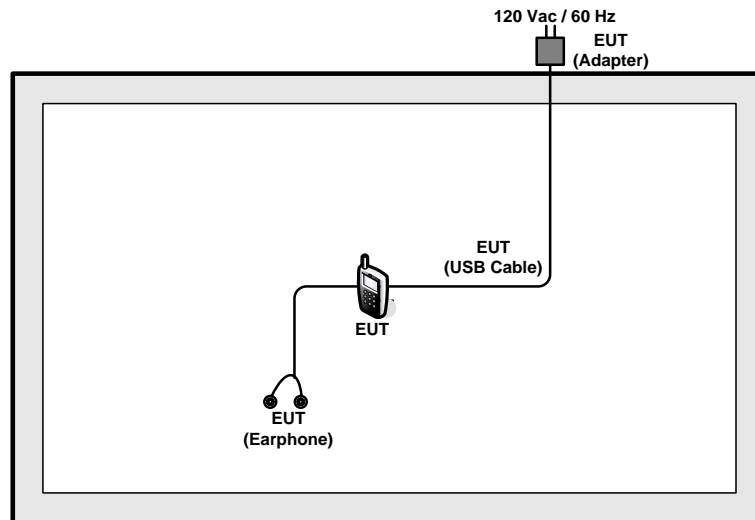 120 Vac / 60 Hz
EUT
(Adapter)
EUT
(USB Cable)
EUT
EUT
(Earphone)